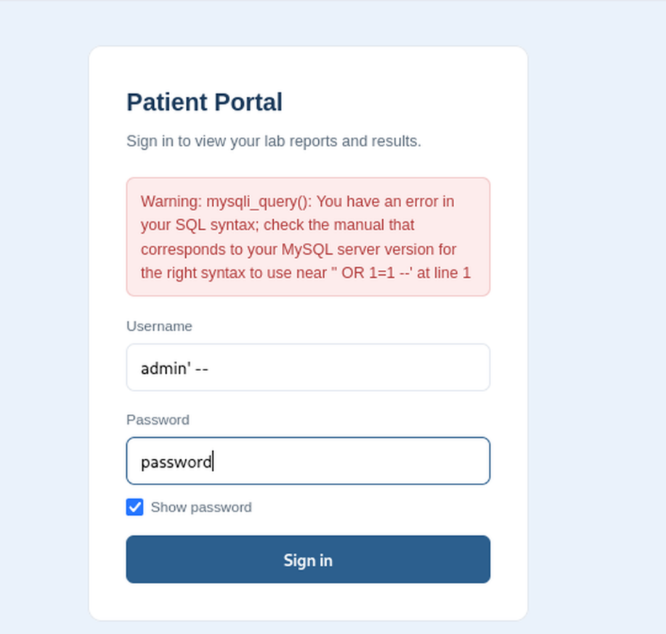 Patient Portal
Sign in to view your lab reports and results.
Warning: mysqli_query(): You have an error in
your SQL syntax; check the manual that
corresponds to your MySQL server version for
the right syntax to use near '' OR 1=1 --' at line 1
Username
admin' --
Password
password
Show password
Sign in